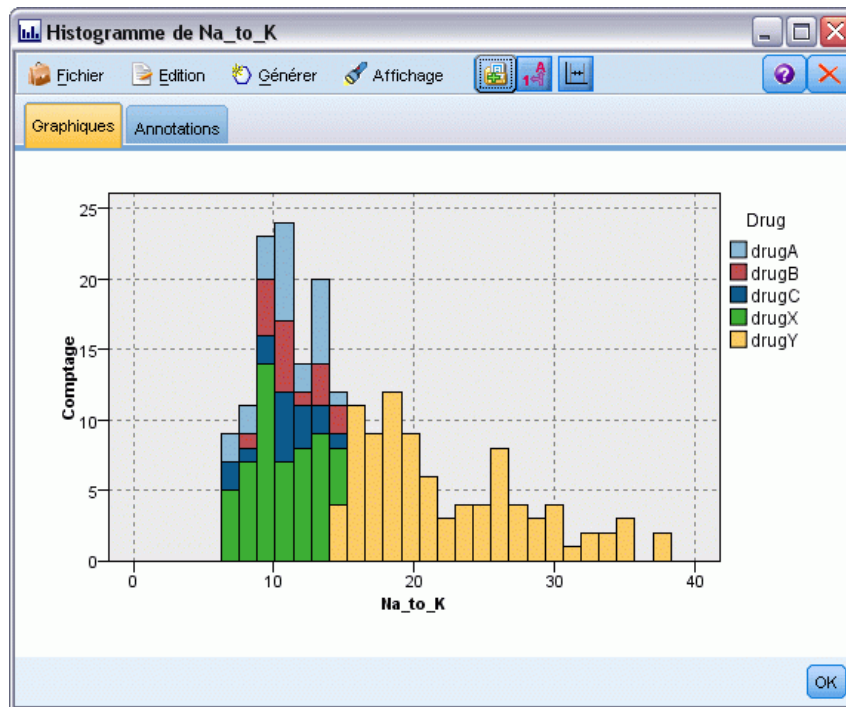 Histogramme de Na_to_K
Fichier Edition Générer Affichage
Graphiques Annotations
25
20
15
10
5
0
Comptage
0 10 20 30 40
Na_to_K
Drug
drugA
drugB
drugC
drugX
drugY
OK